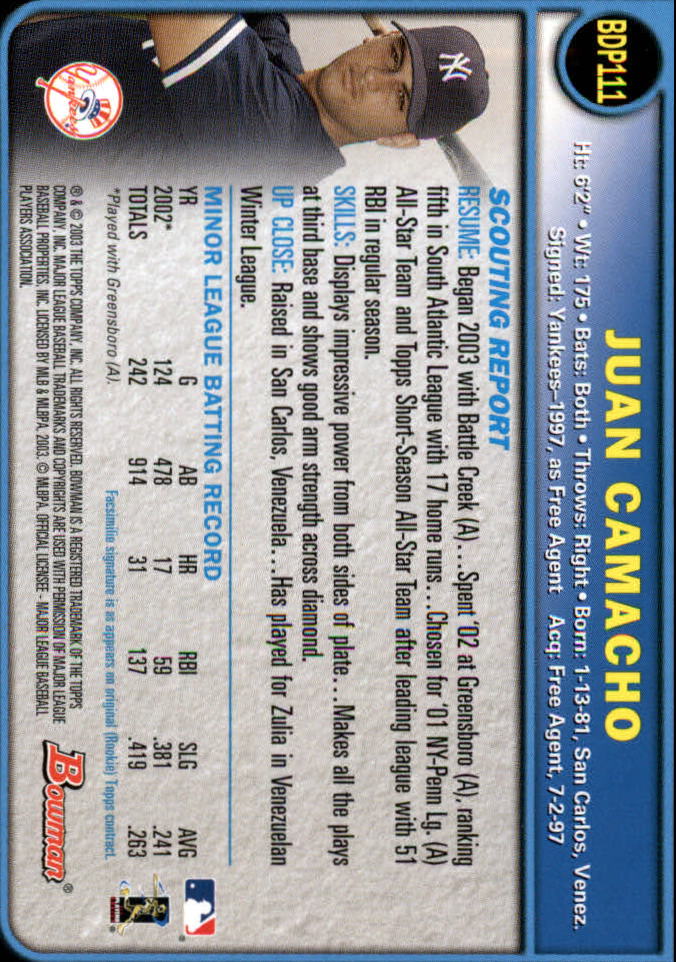 BDP111
JUAN CAMACHO
Ht: 6'2" • Wt: 175 • Bats: Both • Throws: Right • Born: 1-13-81, San Carlos, Venez.
Signed: Yankees–1997, as Free Agent Acq: Free Agent, 7-2-97
NY
SCOUTING REPORT
RESUME: Began 2003 with Battle Creek (A)...Spent '02 at Greensboro (A), ranking
fifth in South Atlantic League with 17 home runs...Chosen for '01 NY-Penn Lg. (A)
All-Star Team and Topps Short-Season All-Star Team after leading league with 51
RBI in regular season.
SKILLS: Displays impressive power from both sides of plate...Makes all the plays
at third base and shows good arm strength across diamond.
UP CLOSE: Raised in San Carlos, Venezuela...Has played for Zulia in Venezuelan
Winter League.
Yankees
MINOR LEAGUE BATTING RECORD
YR G AB HR RBI SLG AVG
2002* 124 478 17 59 .381 .241
TOTALS 242 914 31 137 .419 .263
*Played with Greensboro (A).
Facsimile signature is as appears on original (Rookie) Topps contract.
® & © 2003 THE TOPPS COMPANY, INC. ALL RIGHTS RESERVED. BOWMAN IS A REGISTERED TRADEMARK OF THE TOPPS
COMPANY, INC. MAJOR LEAGUE BASEBALL TRADEMARKS AND COPYRIGHTS ARE USED WITH PERMISSION OF MAJOR LEAGUE
BASEBALL PROPERTIES, INC. LICENSED BY MLB & MLBPA, 2003. © MLBPA. OFFICIAL LICENSEE - MAJOR LEAGUE BASEBALL
PLAYERS ASSOCIATION.
Bowman®